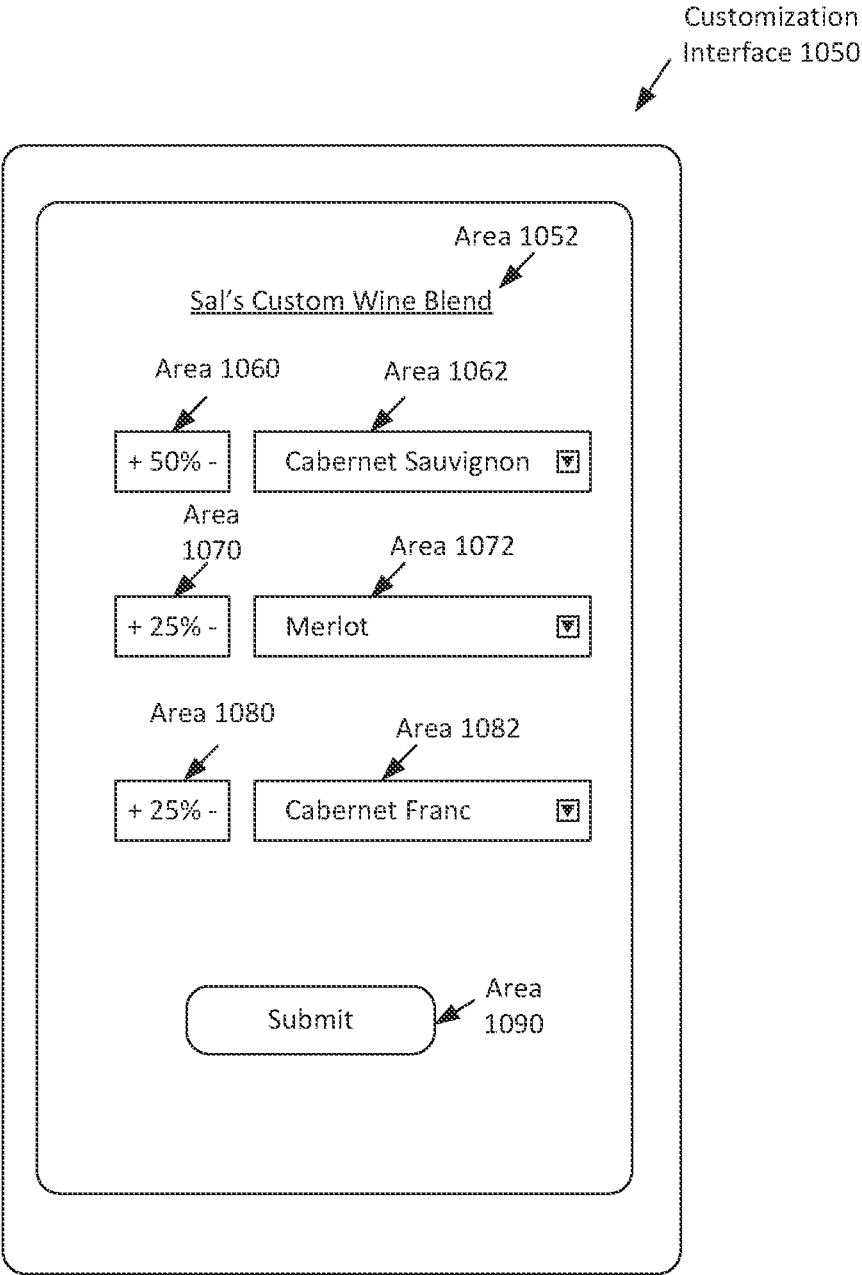 Customization
Interface 1050
Area 1052
Sal's Custom Wine Blend
Area 1060
Area 1062
+ 50% -
Cabernet Sauvignon
Area
1070
Area 1072
+ 25% -
Merlot
Area 1080
Area 1082
+ 25% -
Cabernet Franc
Submit
Area
1090